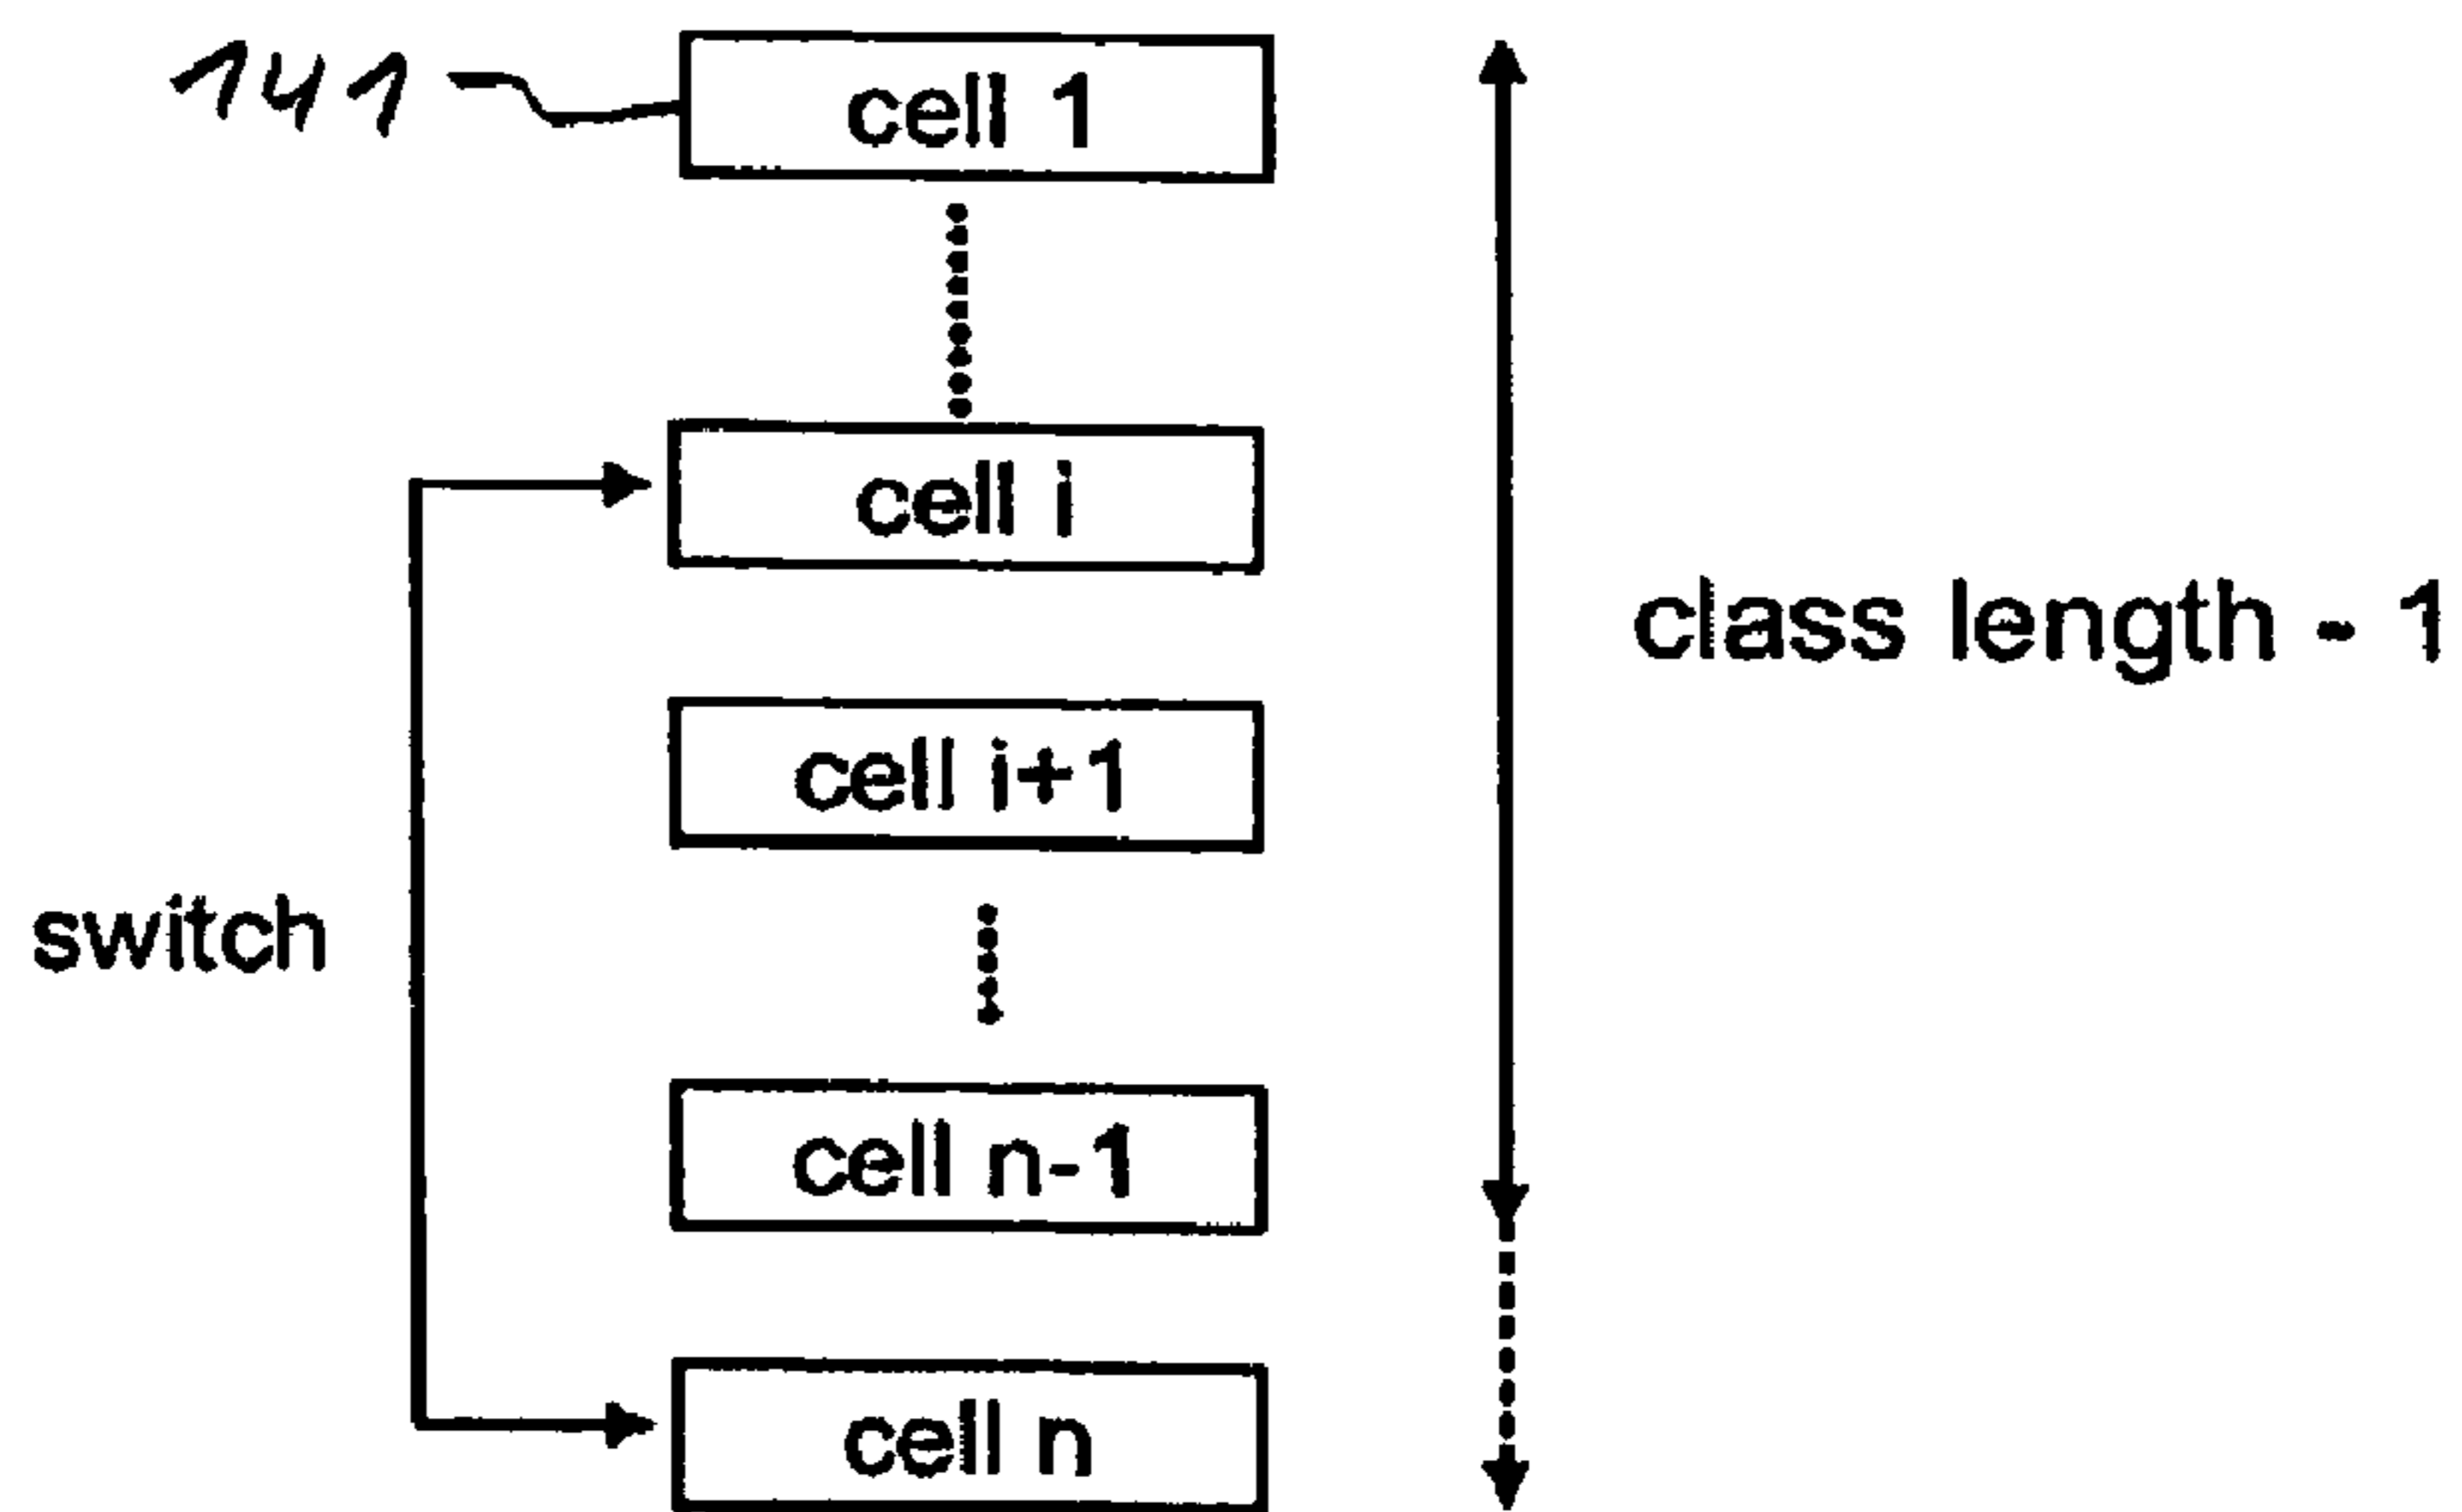 141
cell 1
cell i
class length - 1
cell i+1
switch
cell n-1
cell n